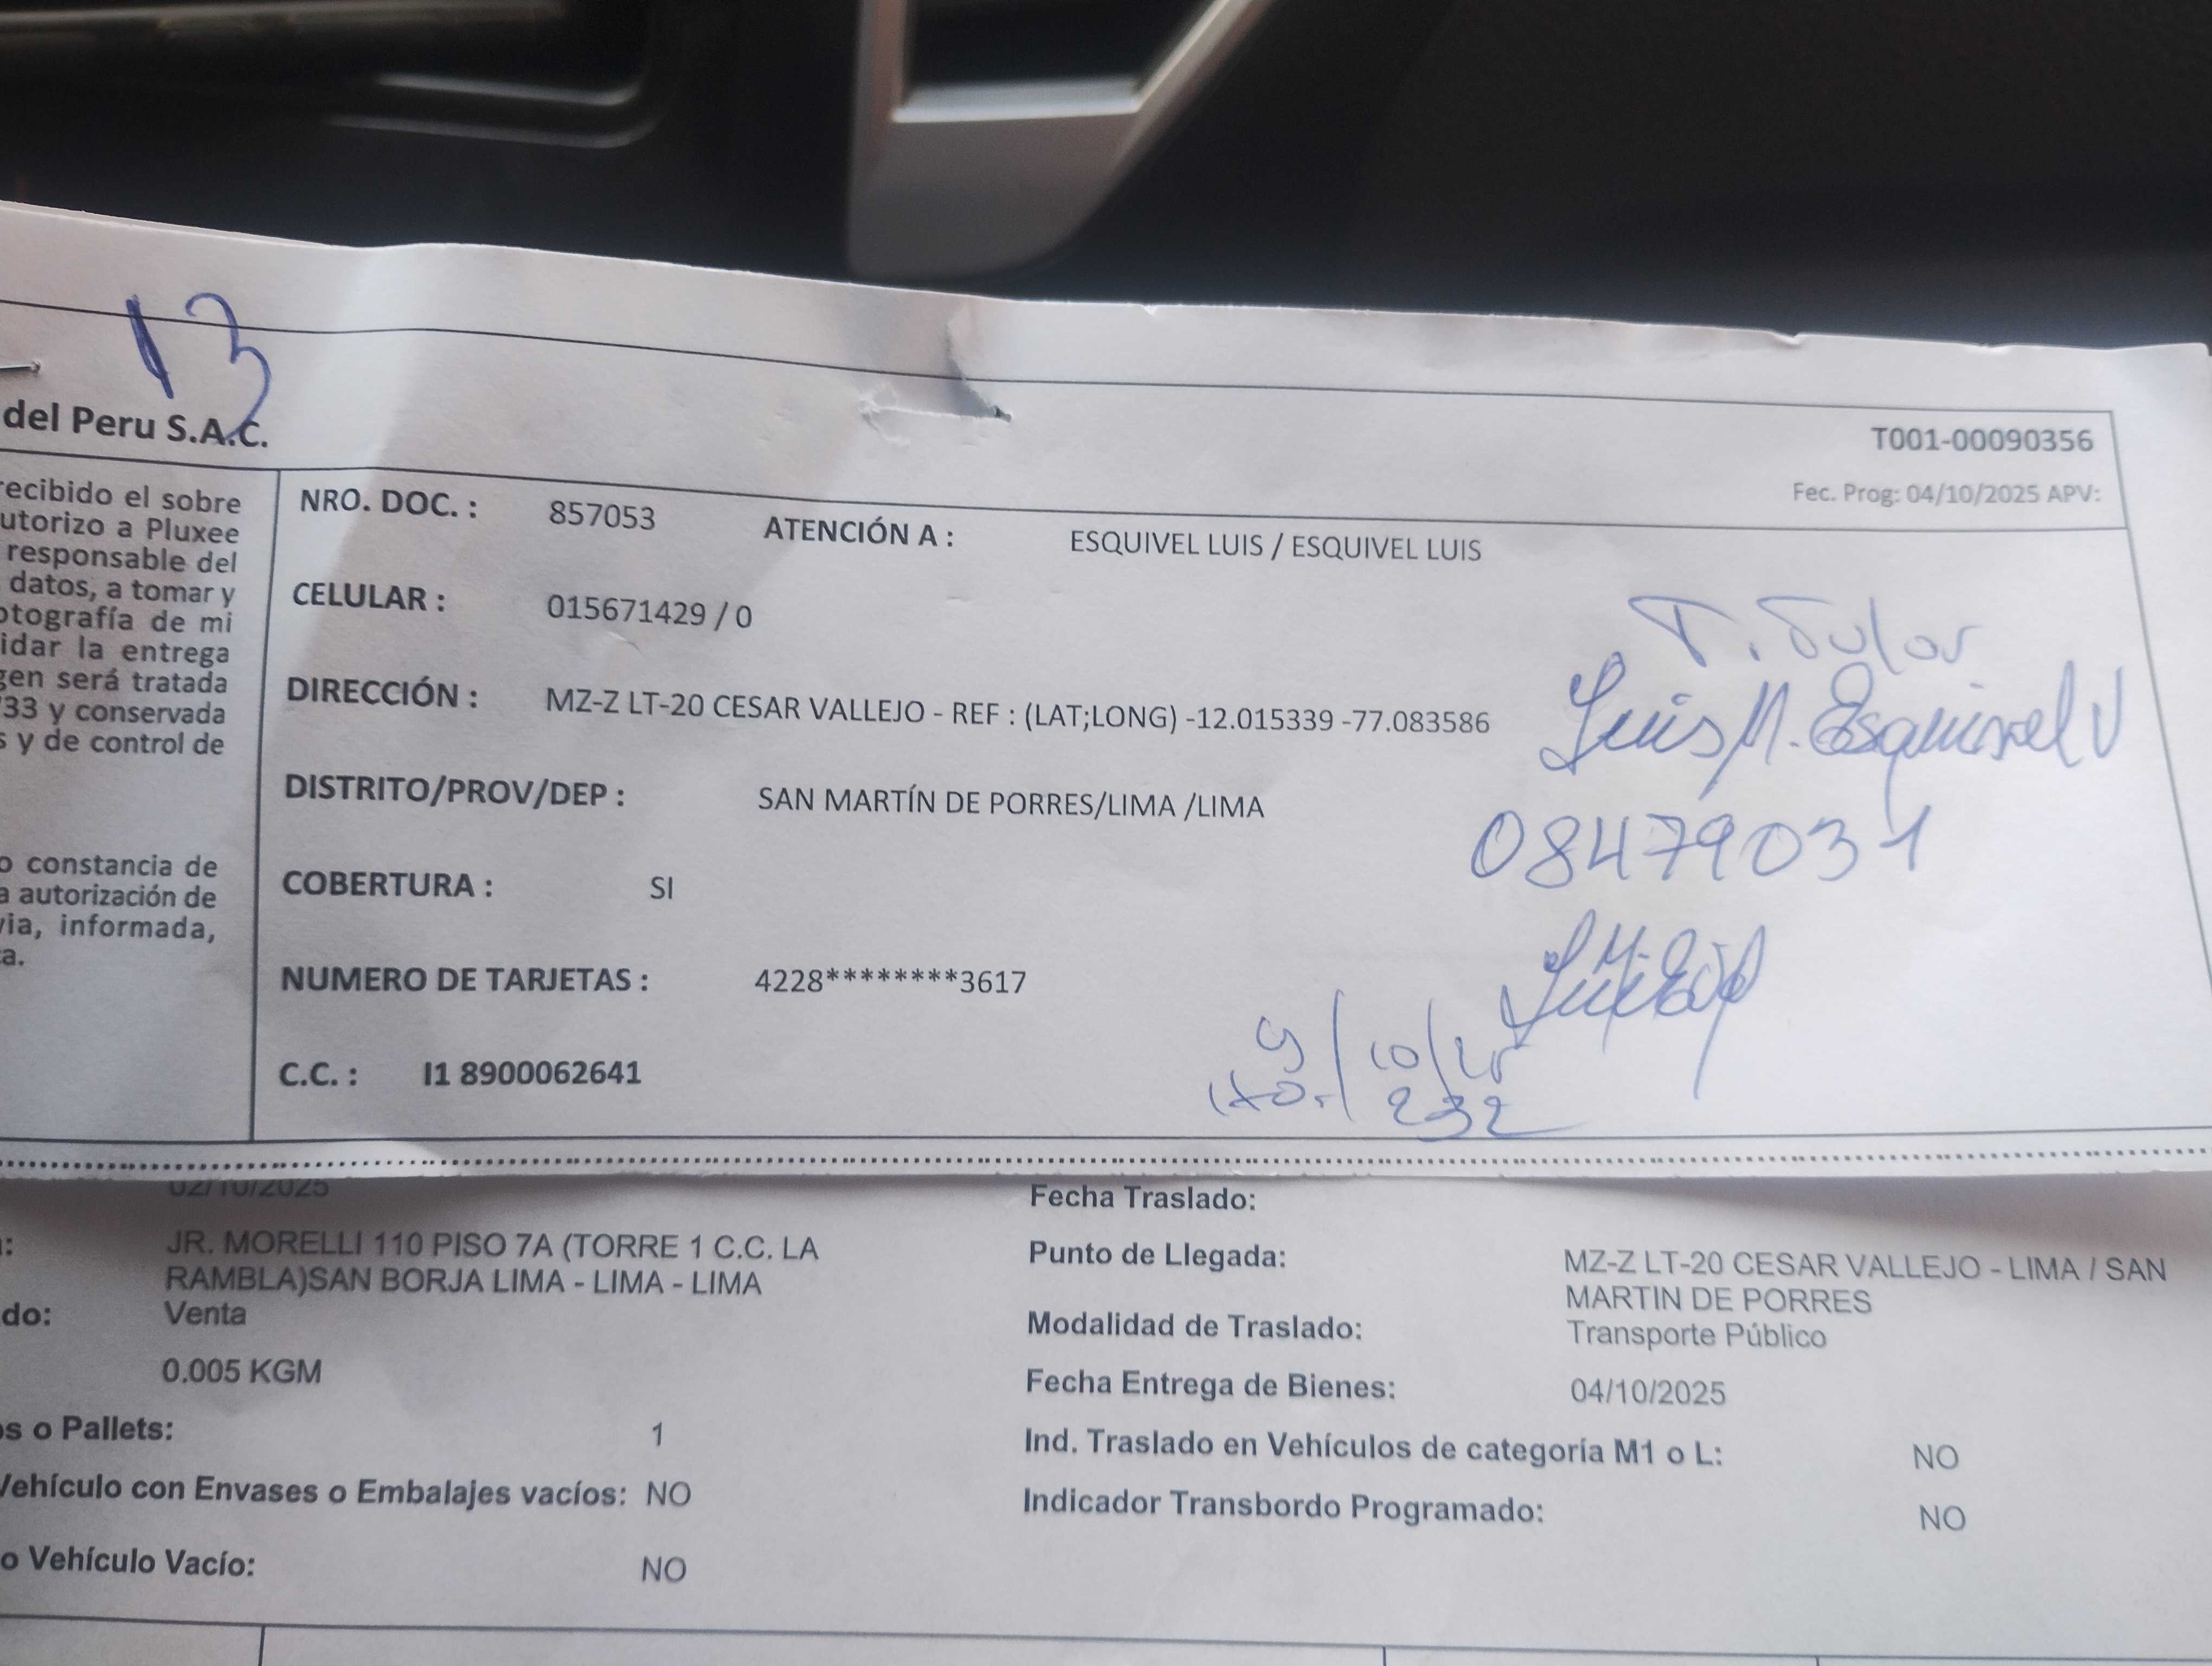 13
del Peru S.A.C.
T001-00090356
Fec. Prog: 04/10/2025 APV:
ecibido el sobre
utorizo a Pluxee
responsable del
datos, a tomar y
otografía de mi
idar la entrega
gen será tratada
733 y conservada
s y de control de
o constancia de
a autorización de
via, informada,
a.
NRO. DOC. : 857053 ATENCIÓN A : ESQUIVEL LUIS / ESQUIVEL LUIS
CELULAR : 015671429 / 0
DIRECCIÓN : MZ-Z LT-20 CESAR VALLEJO - REF : (LAT;LONG) -12.015339 -77.083586
DISTRITO/PROV/DEP : SAN MARTÍN DE PORRES/LIMA /LIMA
COBERTURA : SI
NUMERO DE TARJETAS : 4228********3617
C.C. : I1 8900062641
Luis M. Esquivel V
08479031
232
02/10/2025
Fecha Traslado:
JR. MORELLI 110 PISO 7A (TORRE 1 C.C. LA
RAMBLA)SAN BORJA LIMA - LIMA - LIMA
Punto de Llegada: MZ-Z LT-20 CESAR VALLEJO - LIMA / SAN
MARTIN DE PORRES
do: Venta
Modalidad de Traslado: Transporte Público
0.005 KGM
Fecha Entrega de Bienes: 04/10/2025
os o Pallets: 1
Ind. Traslado en Vehículos de categoría M1 o L: NO
Vehículo con Envases o Embalajes vacíos: NO
Indicador Transbordo Programado: NO
o Vehículo Vacío: NO